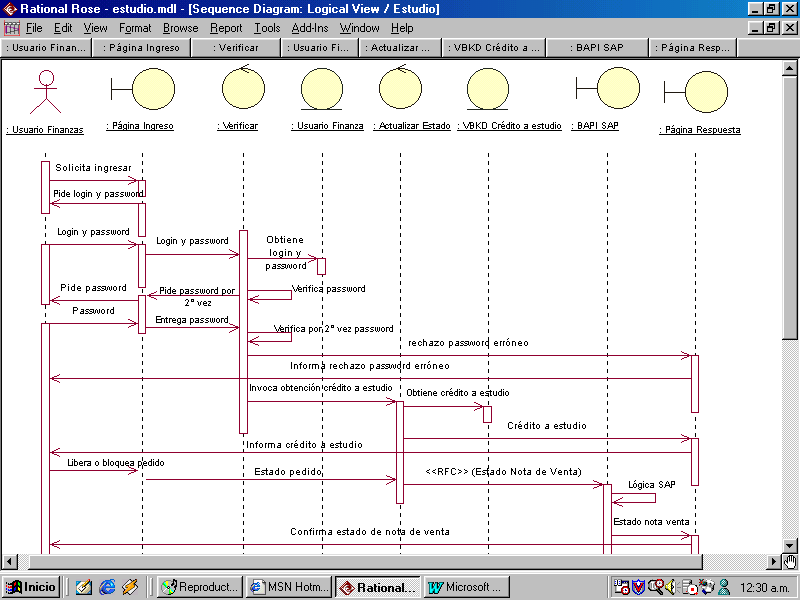 Rational Rose - estudio.mdl - [Sequence Diagram: Logical View / Estudio]
File Edit View Format Browse Report Tools Add-Ins Window Help
: Usuario Finan... : Página Ingreso : Verificar : Usuario Fi... : Actualizar ... : VBKD Crédito a ... : BAPI SAP : Página Resp...
: Usuario Finanzas
: Página Ingreso
: Verificar
: Usuario Finanza
: Actualizar Estado
: VBKD Crédito a estudio
: BAPI SAP
: Página Respuesta
Solicita ingresar
Pide login y password
Login y password
Login y password
Obtiene
login y
password
Pide password
Pide password por
2° vez
Verifica password
Password
Entrega password
Verifica por 2° vez password
rechazo password erróneo
Informa rechazo password erróneo
Invoca obtención crédito a estudio
Obtiene crédito a estudio
Crédito a estudio
Informa crédito a estudio
Libera o bloquea pedido
Estado pedido
<<RFC>> (Estado Nota de Venta)
Lógica SAP
Estado nota venta
Confirma estado de nota de venta
Inicio
Reproduct...
MSN Hotm...
Rational...
Microsoft ...
12:30 a.m.